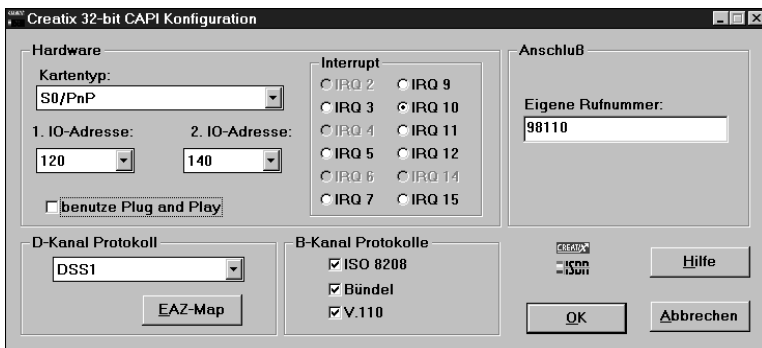 Creatix 32-bit CAPI Konfiguration
Hardware
Kartentyp:
S0/PnP
1. IO-Adresse:
2. IO-Adresse:
120
140
benutze Plug and Play
Interrupt
IRQ 2
IRQ 9
IRQ 3
IRQ 10
IRQ 4
IRQ 11
IRQ 5
IRQ 12
IRQ 6
IRQ 14
IRQ 7
IRQ 15
Anschluß
Eigene Rufnummer:
98110
D-Kanal Protokoll
DSS1
EAZ-Map
B-Kanal Protokolle
ISO 8208
Bündel
V.110
CREATIX
ISDN
Hilfe
OK
Abbrechen